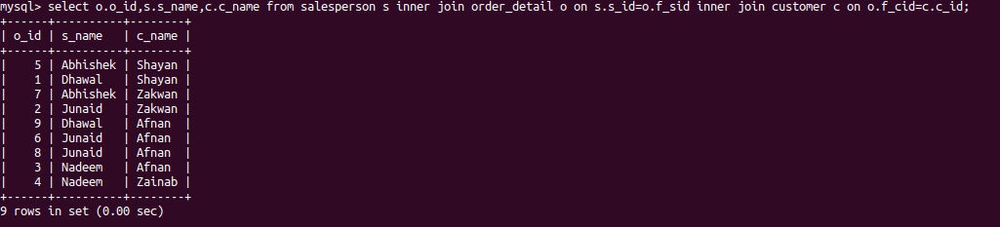 mysql> select o.o_id,s.s_name,c.c_name from salesperson s inner join order_detail o on s.s_id=o.f_sid inner join customer c on o.f_cid=c.c_id;
+------+----------+--------+
| o_id | s_name   | c_name |
+------+----------+--------+
|    5 | Abhishek | Shayan |
|    1 | Dhawal   | Shayan |
|    7 | Abhishek | Zakwan |
|    2 | Junaid   | Zakwan |
|    9 | Dhawal   | Afnan  |
|    6 | Junaid   | Afnan  |
|    8 | Junaid   | Afnan  |
|    3 | Nadeem   | Afnan  |
|    4 | Nadeem   | Zainab |
+------+----------+--------+
9 rows in set (0.00 sec)